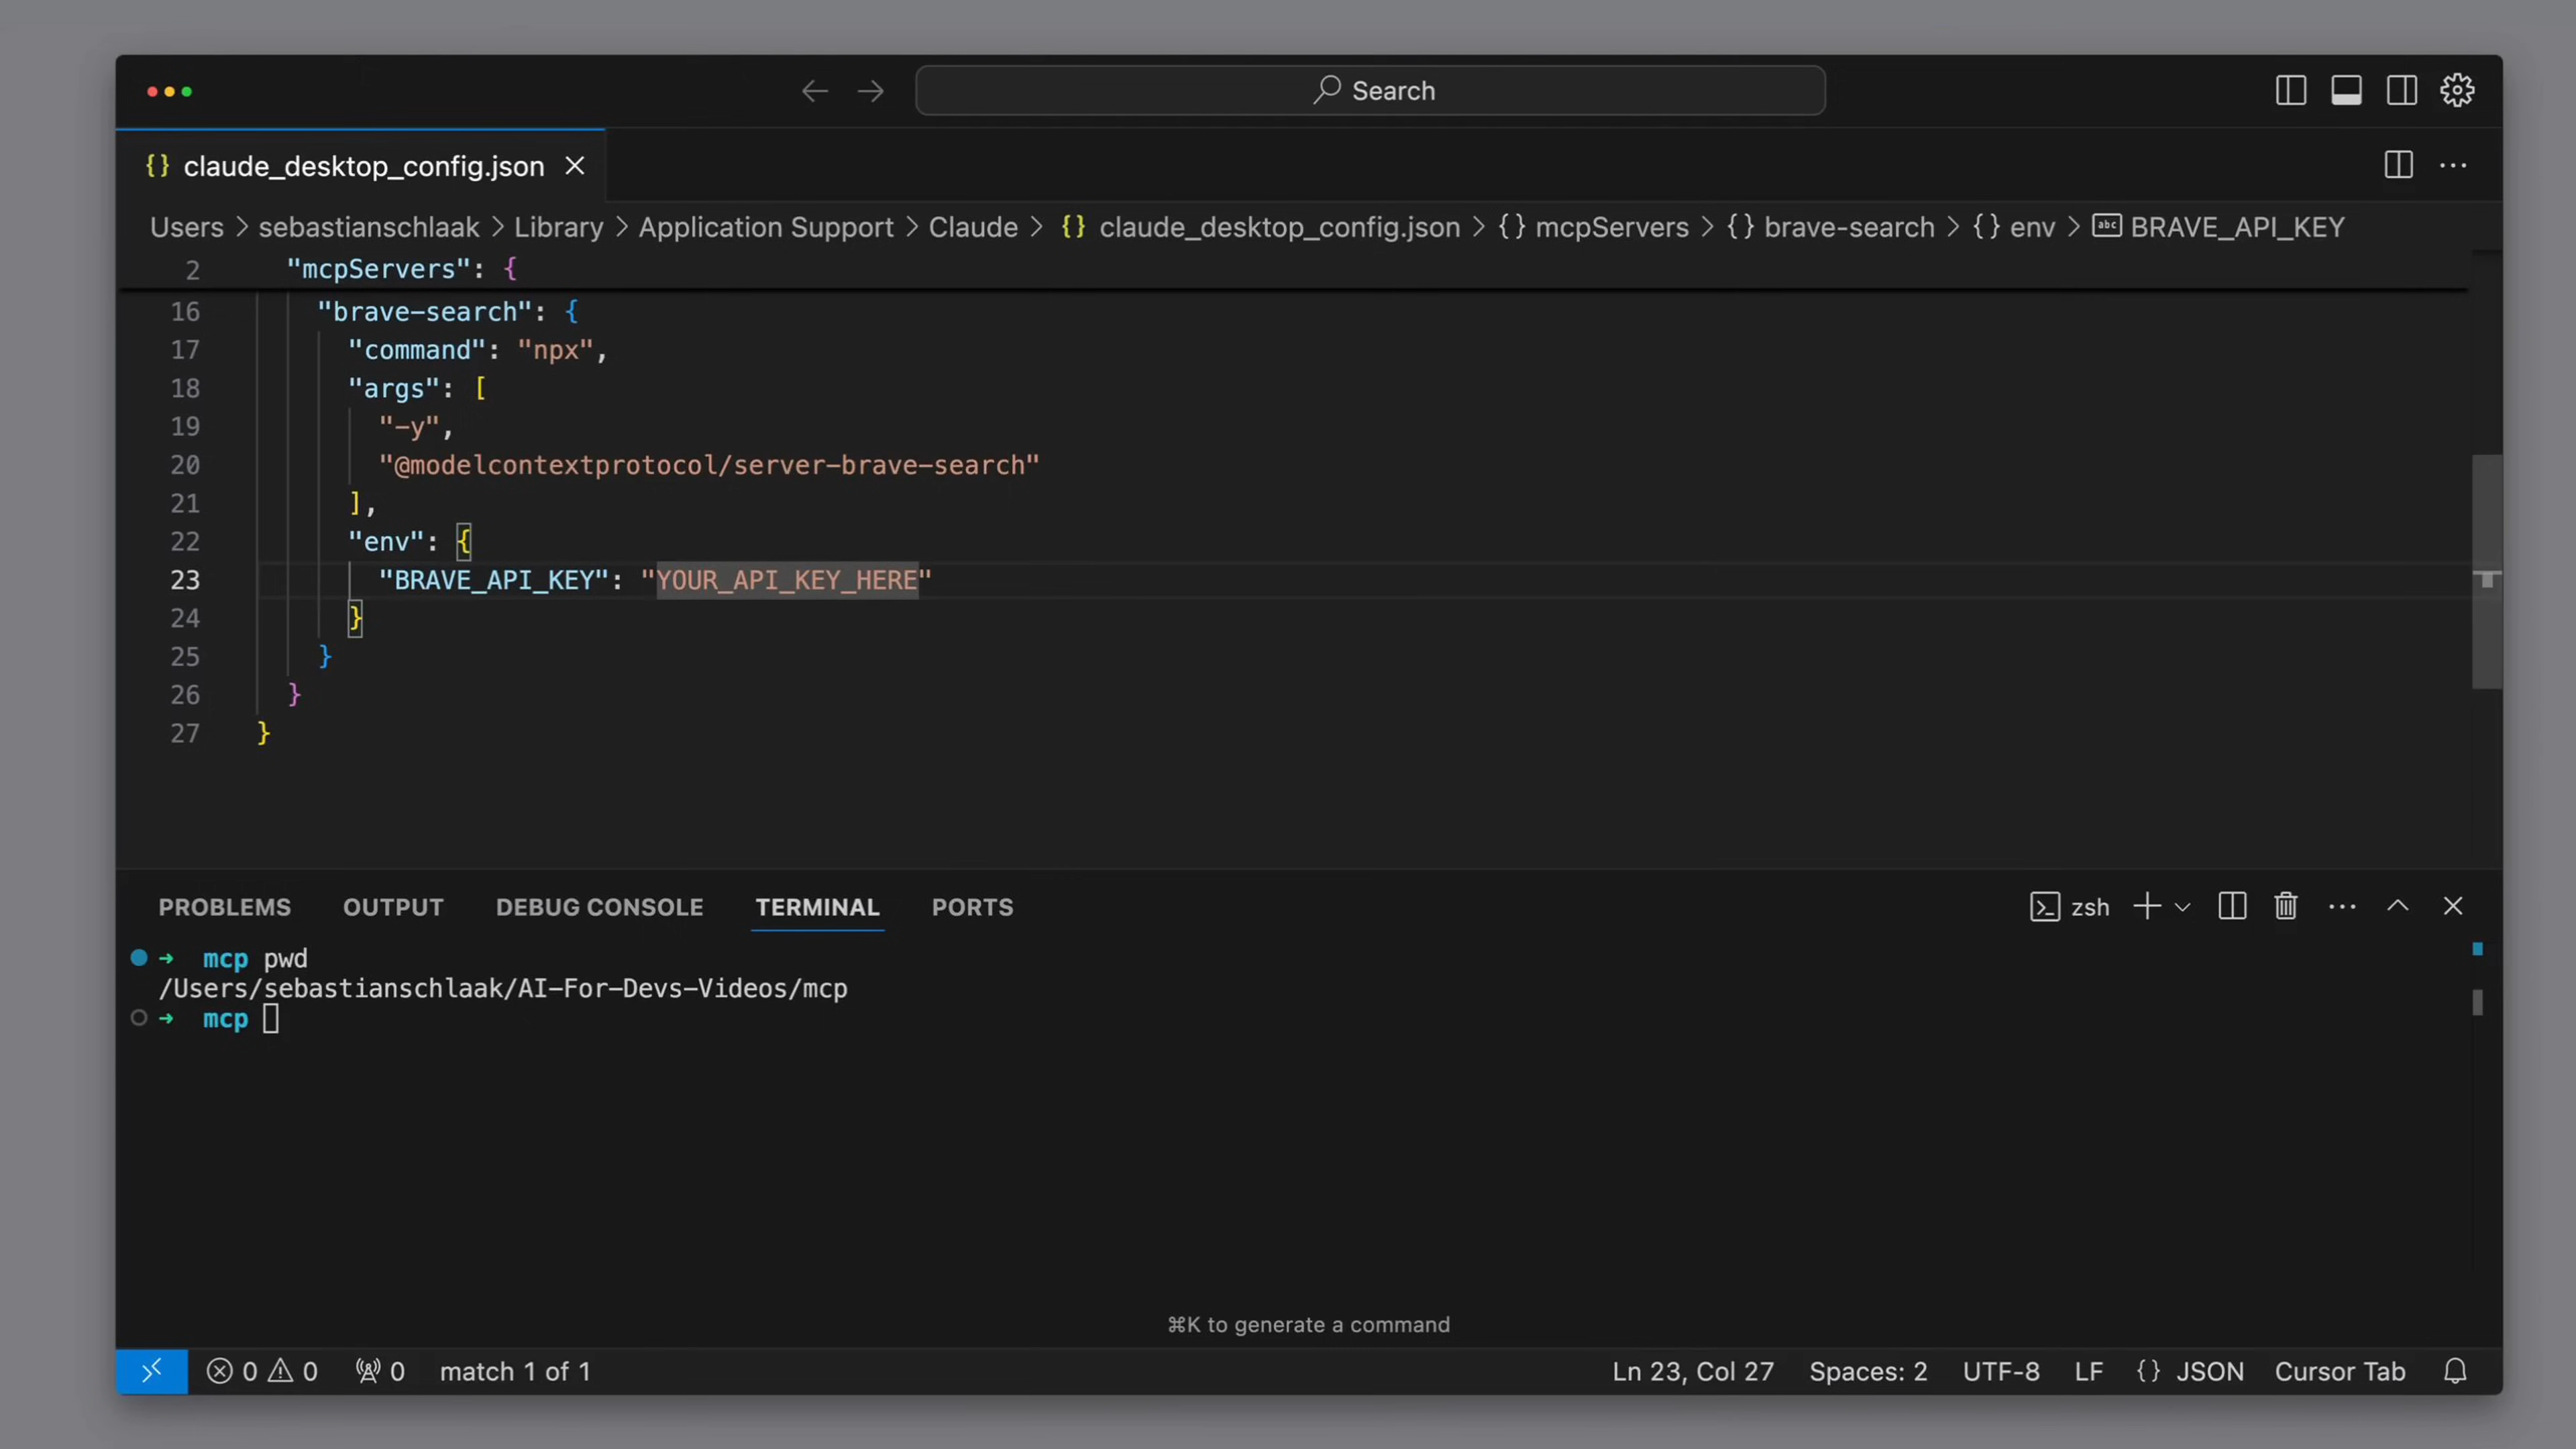 Search
{} claude_desktop_config.json
Users > sebastianschlaak > Library > Application Support > Claude > {} claude_desktop_config.json > {} mcpServers > {} brave-search > {} env > abc BRAVE_API_KEY
2 "mcpServers": {
16 "brave-search": {
17 "command": "npx",
18 "args": [
19 "-y",
20 "@modelcontextprotocol/server-brave-search"
21 ],
22 "env": {
23 "BRAVE_API_KEY": "YOUR_API_KEY_HERE"
24 }
25 }
26 }
27 }
PROBLEMS OUTPUT DEBUG CONSOLE TERMINAL PORTS zsh
→ mcp pwd
/Users/sebastianschlaak/AI-For-Devs-Videos/mcp
→ mcp
⌘K to generate a command
0 0 0 match 1 of 1 Ln 23, Col 27 Spaces: 2 UTF-8 LF {} JSON Cursor Tab